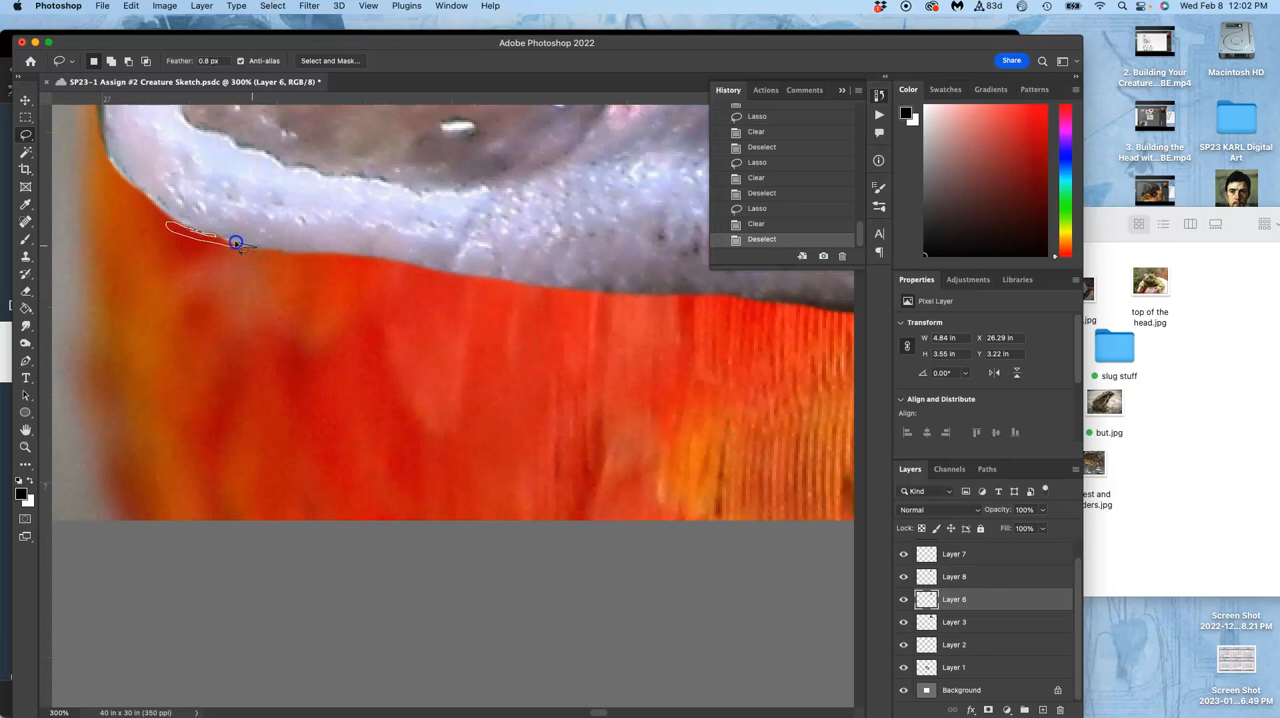 Photoshop File Edit Image Layer Type Select Filter 3D View Plugins Window Help
83d Wed Feb 8 12:02 PM
Adobe Photoshop 2022
Feather: 0.8 px Anti-alias Select and Mask... Share
SP23-1 Assign #2 Creature Sketch.psdc @ 300% (Layer 6, RGB/8) *
27
History Actions Comments
Lasso
Clear
Deselect
Lasso
Clear
Deselect
Lasso
Clear
Deselect
Color Swatches Gradients Patterns
Properties Adjustments Libraries
Pixel Layer
Transform
W 4.84 in X 26.29 in
H 3.55 in Y 3.22 in
0.00°
Align and Distribute
Align:
Layers Channels Paths
Kind
Normal Opacity: 100%
Lock: Fill: 100%
Layer 7
Layer 8
Layer 6
Layer 3
Layer 2
Layer 1
Background
7
300% 40 in x 30 in (350 ppi)
2. Building Your
Creature...BE.mp4
Macintosh HD
3. Building the
Head wit...BE.mp4
SP23 KARL Digital
Art
.jpg
top of the
head.jpg
slug stuff
but.jpg
est and
ders.jpg
Screen Shot
2022-12...8.21 PM
Screen Shot
2023-01...6.49 PM